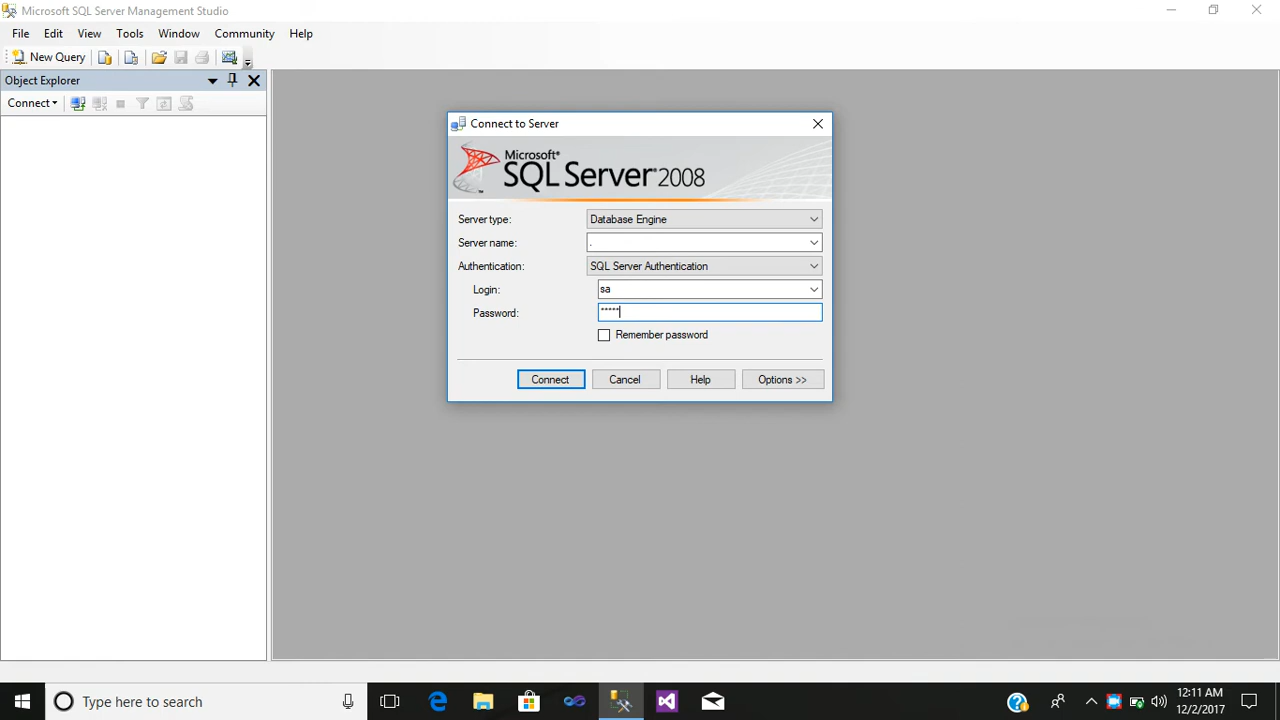 Microsoft SQL Server Management Studio
File Edit View Tools Window Community Help
New Query
Object Explorer
Connect
Connect to Server
Microsoft®
SQL Server® 2008
Server type: Database Engine
Server name: .
Authentication: SQL Server Authentication
Login: sa
Password: *****
Remember password
Connect Cancel Help Options >>
Type here to search
12:11 AM
12/2/2017